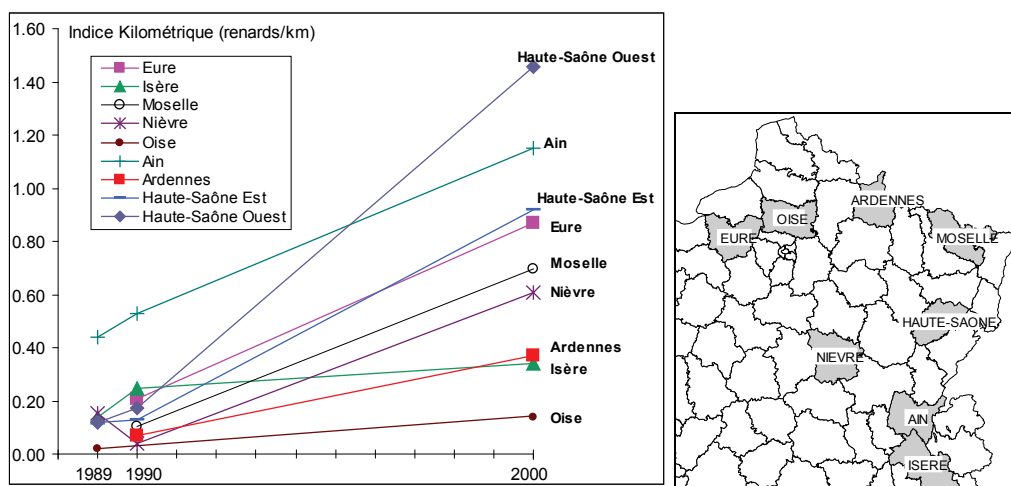 Indice Kilométrique (renards/km)
1.60
1.40
1.20
1.00
0.80
0.60
0.40
0.20
0.00
Eure
Isère
Moselle
Nièvre
Oise
Ain
Ardennes
Haute-Saône Est
Haute-Saône Ouest
Haute-Saône Ouest
Ain
Haute-Saône Est
Eure
Moselle
Nièvre
Ardennes
Isère
Oise
1989 1990 2000
ARDENNES
OISE
EURE
MOSELLE
HAUTE-SAONE
NIEVRE
AIN
ISERE